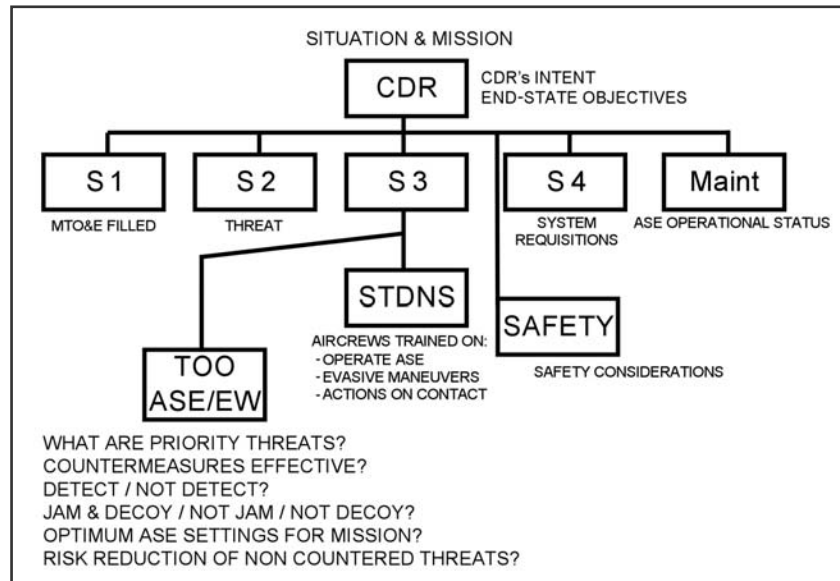 SITUATION & MISSION
CDR
CDR's INTENT
END-STATE OBJECTIVES
S 1
S 2
S 3
S 4
Maint
MTO&E FILLED
THREAT
SYSTEM
REQUISITIONS
ASE OPERATIONAL STATUS
STDNS
SAFETY
AIRCREWS TRAINED ON:
- OPERATE ASE
- EVASIVE MANEUVERS
- ACTIONS ON CONTACT
SAFETY CONSIDERATIONS
TOO
ASE/EW
WHAT ARE PRIORITY THREATS?
COUNTERMEASURES EFFECTIVE?
DETECT / NOT DETECT?
JAM & DECOY / NOT JAM / NOT DECOY?
OPTIMUM ASE SETTINGS FOR MISSION?
RISK REDUCTION OF NON COUNTERED THREATS?